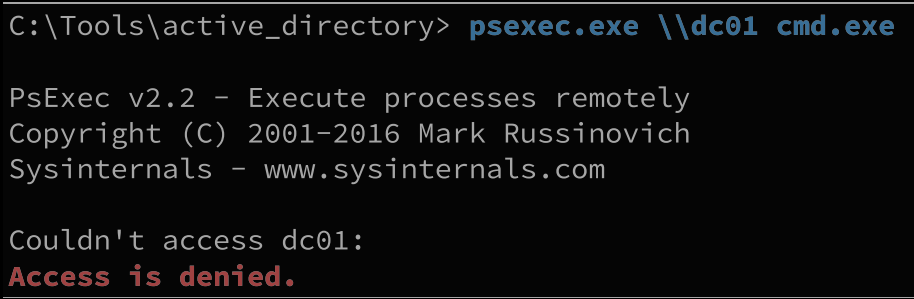 C:\Tools\active_directory> psexec.exe \\dc01 cmd.exe
PsExec v2.2 - Execute processes remotely
Copyright (C) 2001-2016 Mark Russinovich
Sysinternals - www.sysinternals.com
Couldn't access dc01:
Access is denied.